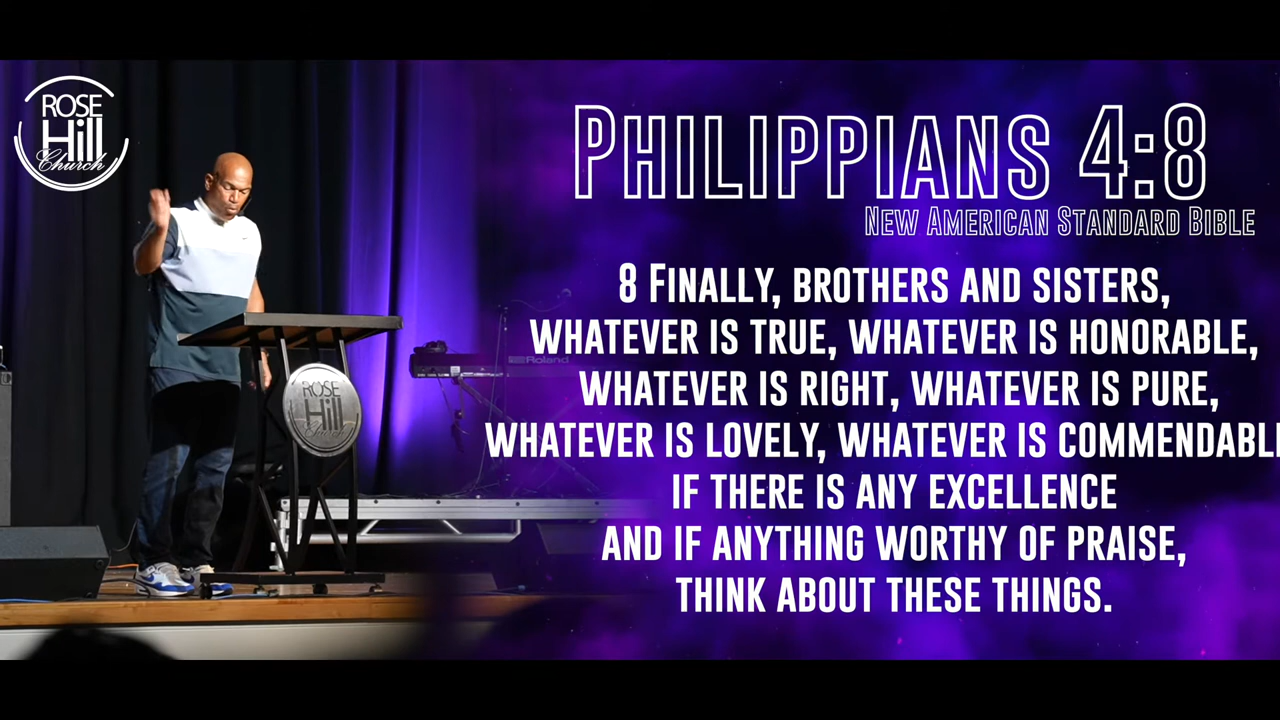 ROSE
Hill
Church
PHILIPPIANS 4:8
NEW AMERICAN STANDARD BIBLE
8 FINALLY, BROTHERS AND SISTERS,
WHATEVER IS TRUE, WHATEVER IS HONORABLE,
WHATEVER IS RIGHT, WHATEVER IS PURE,
WHATEVER IS LOVELY, WHATEVER IS COMMENDABL
IF THERE IS ANY EXCELLENCE
AND IF ANYTHING WORTHY OF PRAISE,
THINK ABOUT THESE THINGS.
Roland
ROSE
Hill
Church